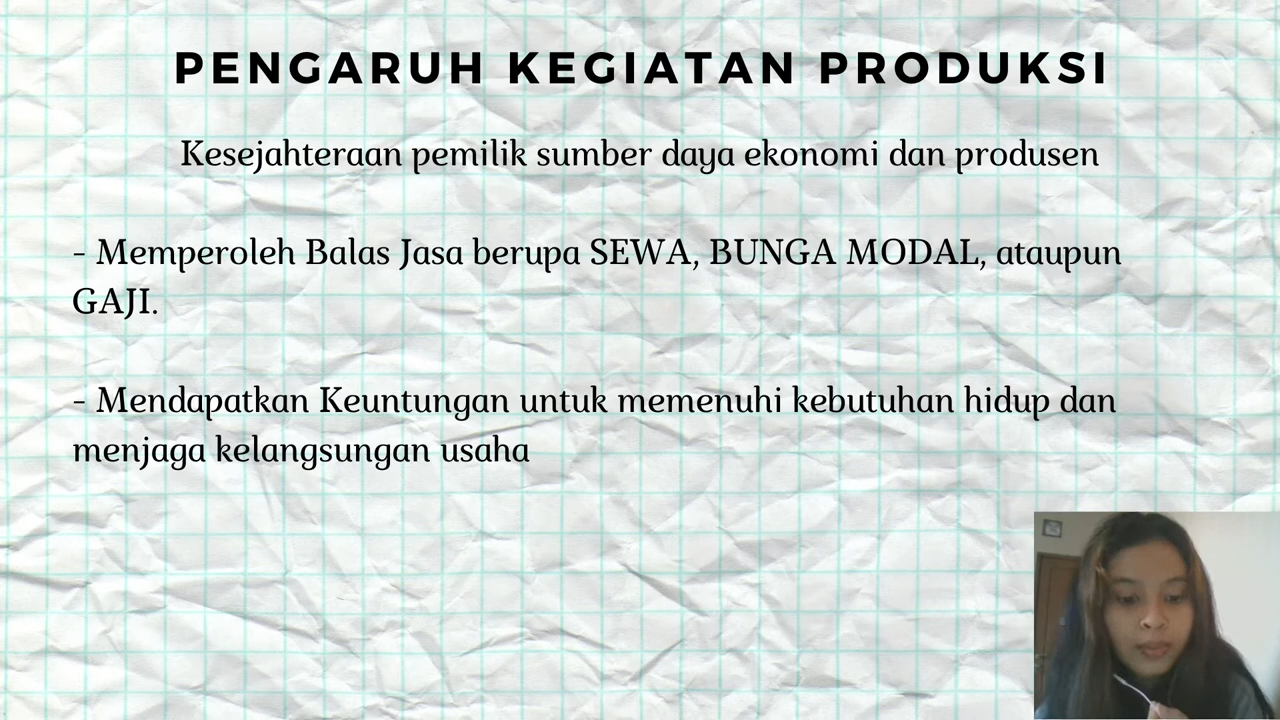 PENGARUH KEGIATAN PRODUKSI
Kesejahteraan pemilik sumber daya ekonomi dan produsen
- Memperoleh Balas Jasa berupa SEWA, BUNGA MODAL, ataupun
GAJI.
- Mendapatkan Keuntungan untuk memenuhi kebutuhan hidup dan
menjaga kelangsungan usaha